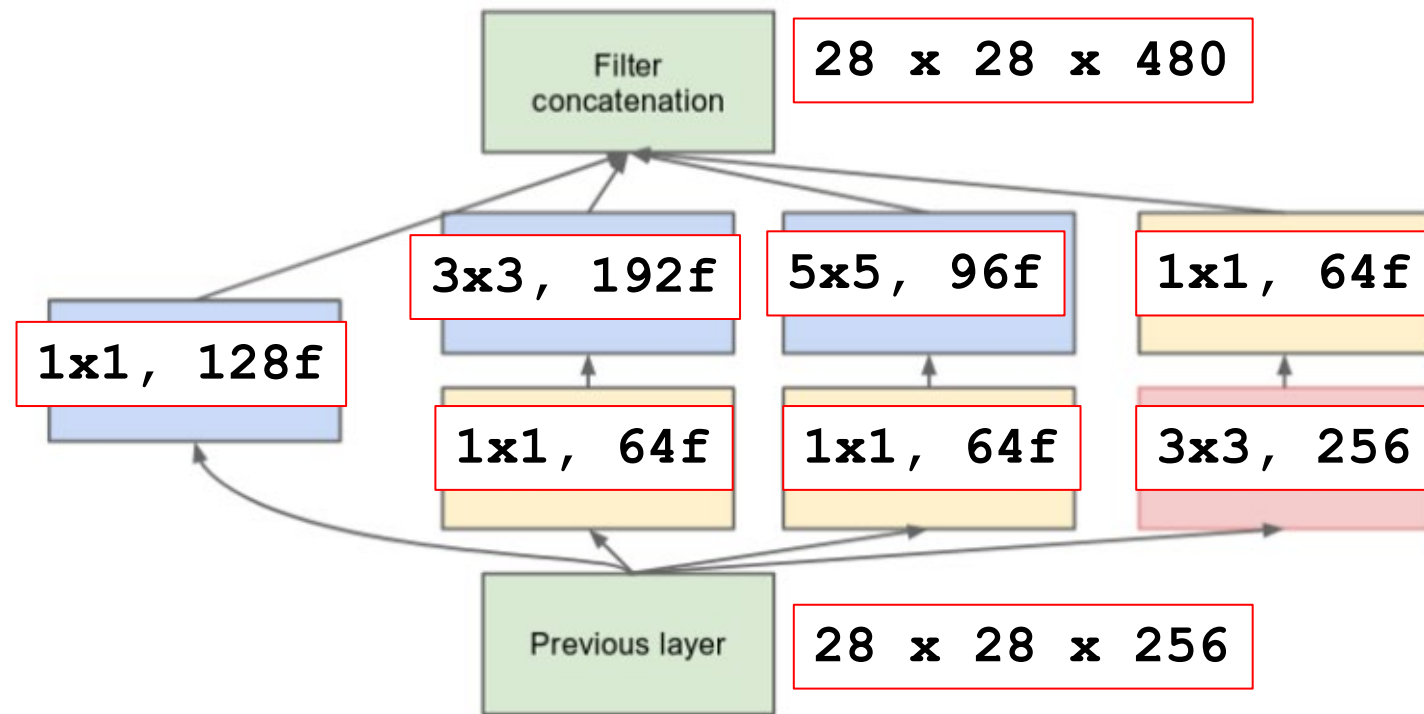 Filter
concatenation
28 x 28 x 480
3x3, 192f
5x5, 96f
1x1, 64f
1x1, 128f
1x1, 64f
1x1, 64f
3x3, 256
Previous layer
28 x 28 x 256